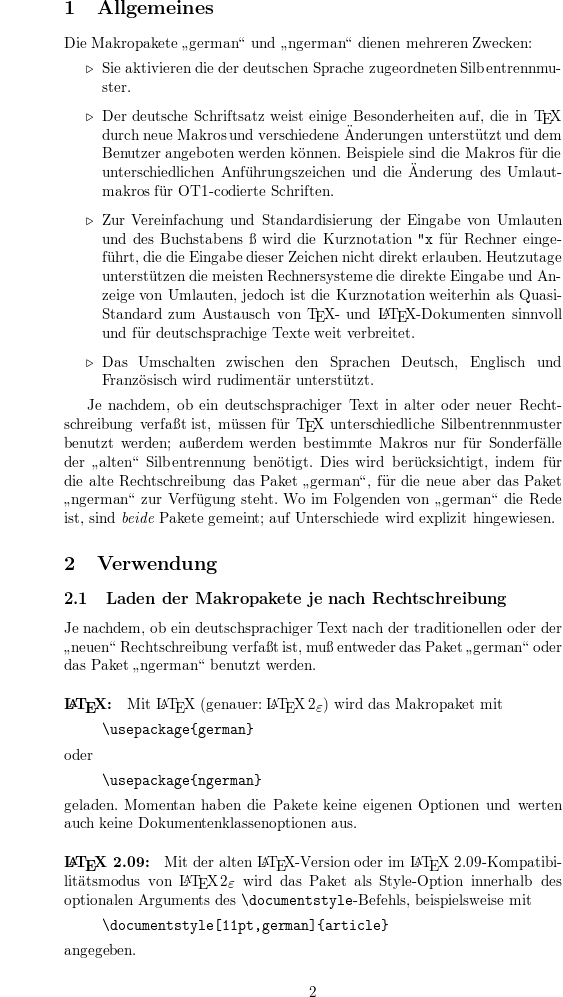 1 Allgemeines
Die Makropakete „german“ und „ngerman“ dienen mehreren Zwecken:
▷ Sie aktivieren die der deutschen Sprache zugeordneten Silbentrennmu-
ster.
▷ Der deutsche Schriftsatz weist einige Besonderheiten auf, die in TEX
durch neue Makros und verschiedene Änderungen unterstützt und dem
Benutzer angeboten werden können. Beispiele sind die Makros für die
unterschiedlichen Anführungszeichen und die Änderung des Umlaut-
makros für OT1-codierte Schriften.
▷ Zur Vereinfachung und Standardisierung der Eingabe von Umlauten
und des Buchstabens ß wird die Kurznotation "x für Rechner einge-
führt, die die Eingabe dieser Zeichen nicht direkt erlauben. Heutzutage
unterstützen die meisten Rechnersysteme die direkte Eingabe und An-
zeige von Umlauten, jedoch ist die Kurznotation weiterhin als Quasi-
Standard zum Austausch von TEX- und LATEX-Dokumenten sinnvoll
und für deutschsprachige Texte weit verbreitet.
▷ Das Umschalten zwischen den Sprachen Deutsch, Englisch und
Französisch wird rudimentär unterstützt.
Je nachdem, ob ein deutschsprachiger Text in alter oder neuer Recht-
schreibung verfaßt ist, müssen für TEX unterschiedliche Silbentrennmuster
benutzt werden; außerdem werden bestimmte Makros nur für Sonderfälle
der „alten“ Silbentrennung benötigt. Dies wird berücksichtigt, indem für
die alte Rechtschreibung das Paket „german“, für die neue aber das Paket
„ngerman“ zur Verfügung steht. Wo im Folgenden von „german“ die Rede
ist, sind beide Pakete gemeint; auf Unterschiede wird explizit hingewiesen.
2 Verwendung
2.1 Laden der Makropakete je nach Rechtschreibung
Je nachdem, ob ein deutschsprachiger Text nach der traditionellen oder der
„neuen“ Rechtschreibung verfaßt ist, muß entweder das Paket „german“ oder
das Paket „ngerman“ benutzt werden.
LATEX: Mit LATEX (genauer: LATEX 2ε) wird das Makropaket mit
\usepackage{german}
oder
\usepackage{ngerman}
geladen. Momentan haben die Pakete keine eigenen Optionen und werten
auch keine Dokumentenklassenoptionen aus.
LATEX 2.09: Mit der alten LATEX-Version oder im LATEX 2.09-Kompatibi-
litätsmodus von LATEX 2ε wird das Paket als Style-Option innerhalb des
optionalen Arguments des \documentstyle-Befehls, beispielsweise mit
\documentstyle[11pt,german]{article}
angegeben.
2